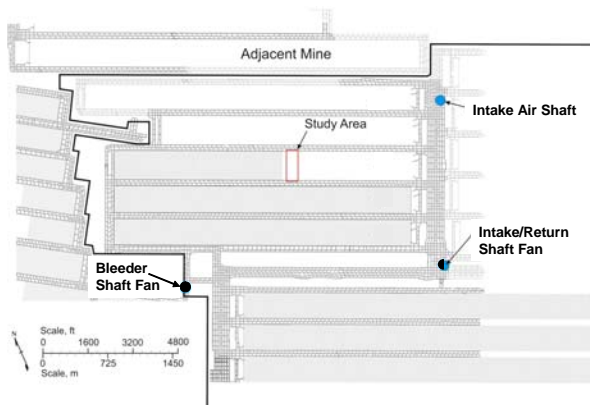 Adjacent Mine
Intake Air Shaft
Study Area
Intake/Return
Shaft Fan
Bleeder
Shaft Fan
N
Scale, ft
0 1600 3200 4800
0 725 1450
Scale, m